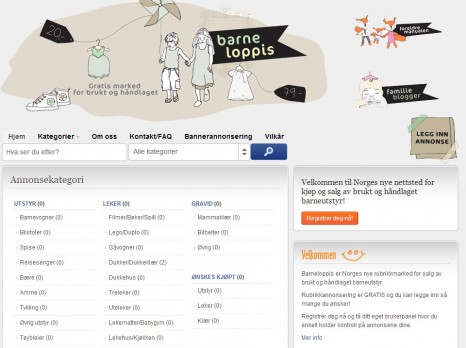 20,-
barne
loppis
Gratis marked
for brukt og håndlaget
79,-
foreldre
manualen
familie
blogger
LEGG INN
ANNONSE
Hjem Kategorier Om oss Kontakt/FAQ Bannerannonsering Vilkår
Hva ser du efter? Alle kategorier
Annonsekategori
UTSTYR (0) LEKER (0) GRAVID (0)
Barnevogner (0) Filmer/Bøker/Spill (0) Mammaklær (0)
Bilstoler (0) Lego/Duplo (0) Bilbelter (0)
Spise (0) Gåvogner (0) Øvrig (0)
Reisesenger (0) Dukker/Dukkeklær (2)
Bære (0) Dukkehus (0) ØNSKES KJØPT (0)
Amme (0) Treleker (0) Utstyr (0)
Tvilling (0) Uteleker (0) Leker (0)
Øvrig utstyr (0) Lekematter/Babygym (0) Klær (0)
Tøybleier (0) Lekehus/Kjøkken (0)
Velkommen til Norges nye nettsted for
kjøp og salg av brukt og håndlaget
barneutstyr!
Registrer deg nå!
Velkommen
Barneloppis er Norges nye rubrikkmarked for salg av
brukt og håndlaget barneutstyr.
Rubrikkannonsering er GRATIS og du kan legge inn så
mange du ønsker!
Registrer deg nå og få ditt eget brukerpanel hvor du
enkelt holder kontroll på annonsene dine.
Mer info